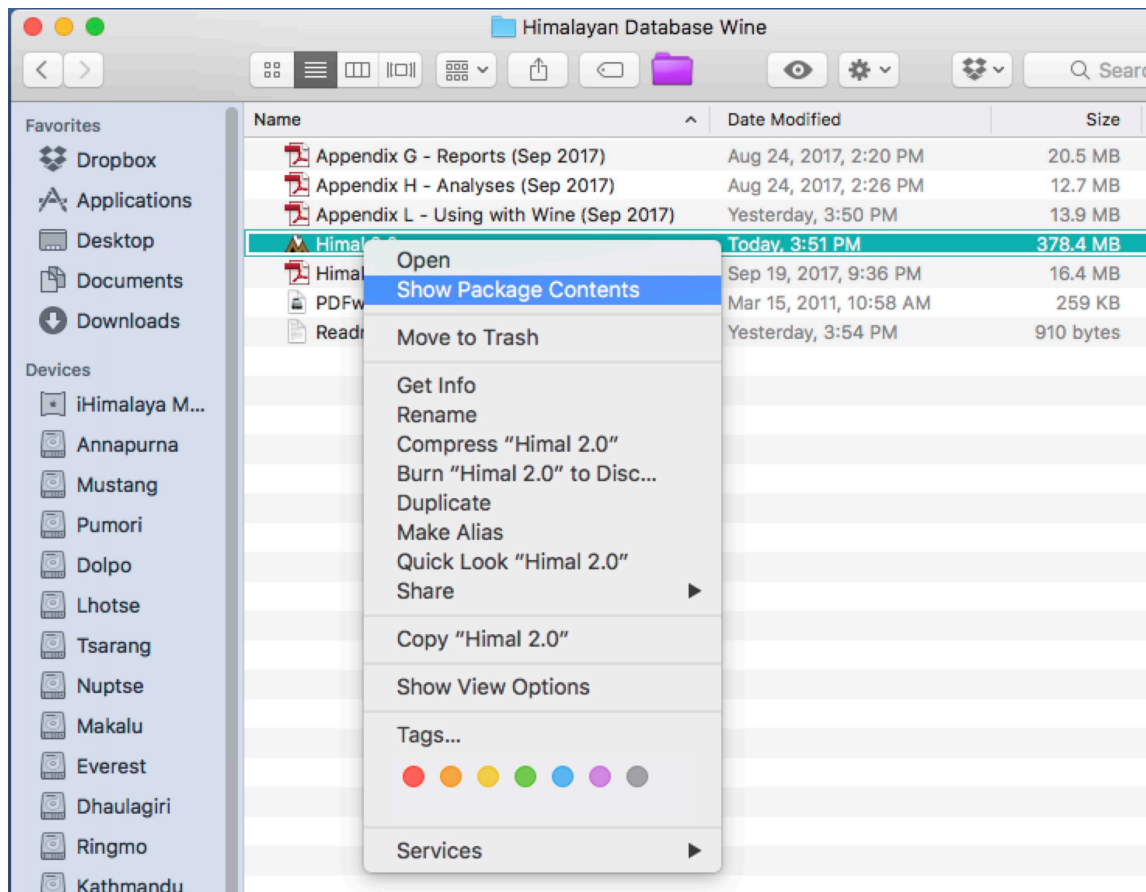 Himalayan Database Wine
Sear
Favorites
Dropbox
Applications
Desktop
Documents
Downloads
Devices
iHimalaya M...
Annapurna
Mustang
Pumori
Dolpo
Lhotse
Tsarang
Nuptse
Makalu
Everest
Dhaulagiri
Ringmo
Kathmandu
Name Date Modified Size
Appendix G - Reports (Sep 2017) Aug 24, 2017, 2:20 PM 20.5 MB
Appendix H - Analyses (Sep 2017) Aug 24, 2017, 2:26 PM 12.7 MB
Appendix L - Using with Wine (Sep 2017) Yesterday, 3:50 PM 13.9 MB
Himal Today, 3:51 PM 378.4 MB
Himal Sep 19, 2017, 9:36 PM 16.4 MB
PDFw Mar 15, 2011, 10:58 AM 259 KB
Readr Yesterday, 3:54 PM 910 bytes
Open
Show Package Contents
Move to Trash
Get Info
Rename
Compress “Himal 2.0”
Burn “Himal 2.0” to Disc...
Duplicate
Make Alias
Quick Look “Himal 2.0”
Share
Copy “Himal 2.0”
Show View Options
Tags...
Services